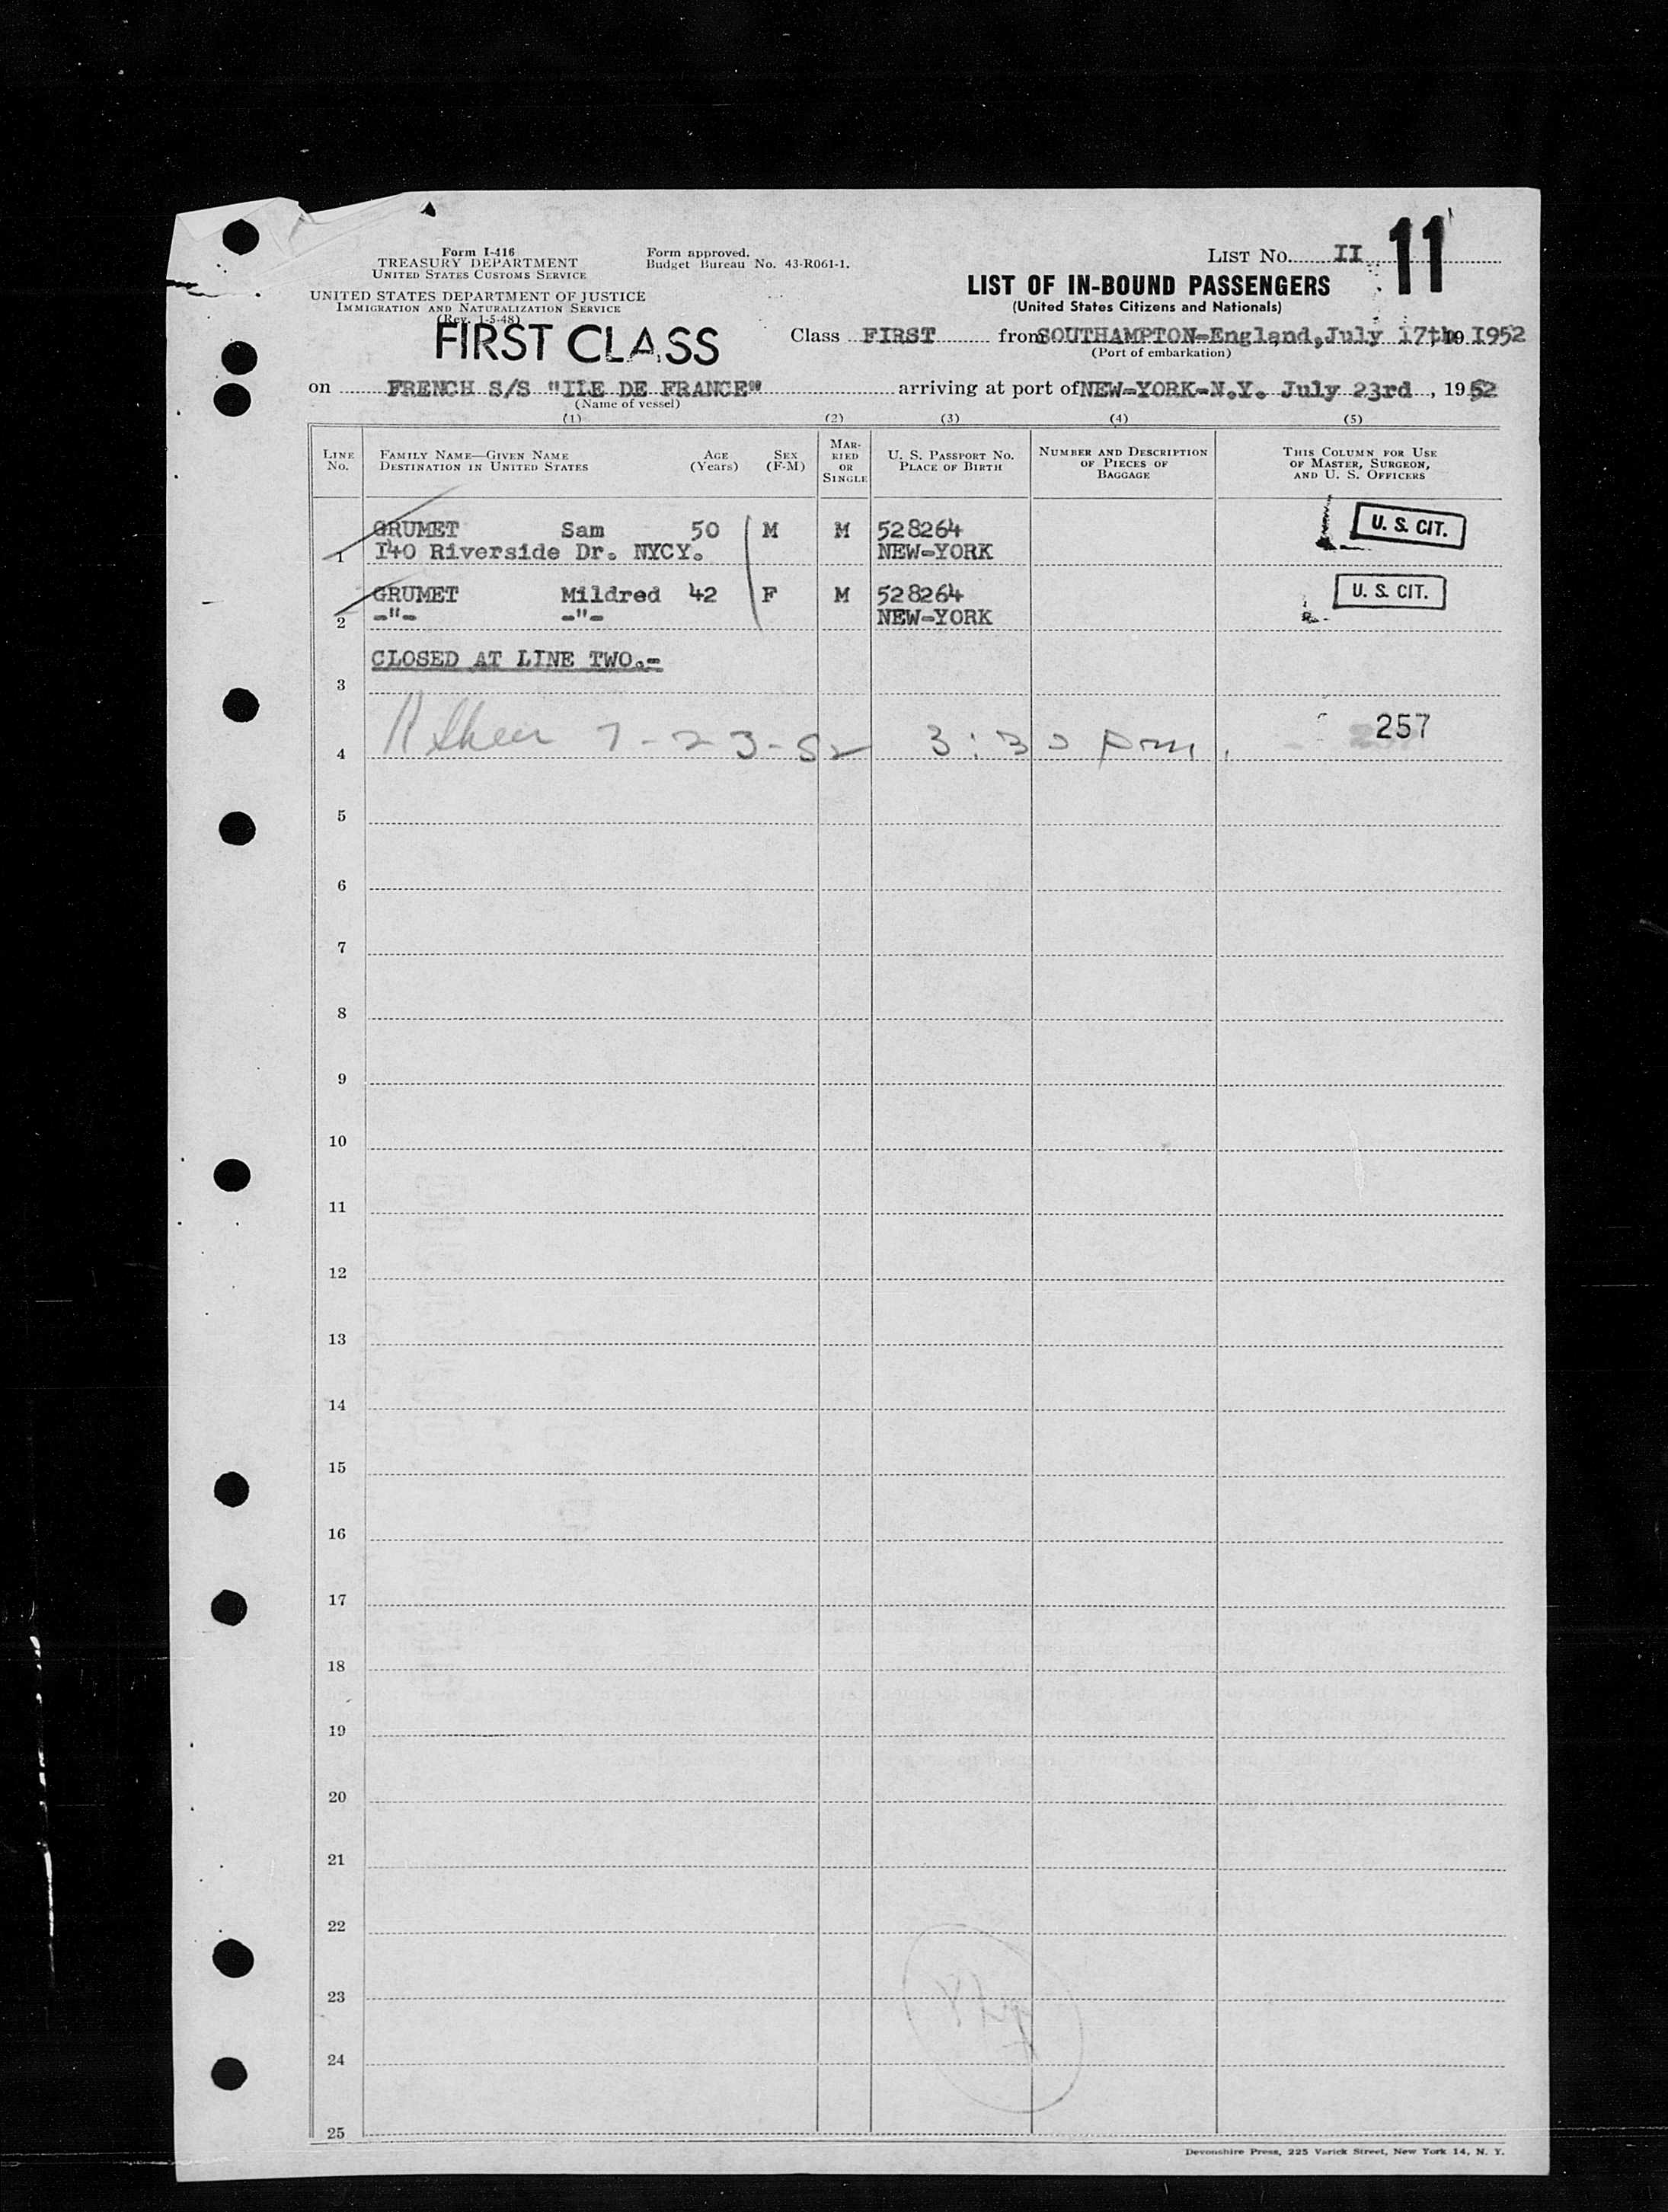 Form I-416
TREASURY DEPARTMENT
UNITED STATES CUSTOMS SERVICE
Form approved.
Budget Bureau No. 43-R061-1.
LIST NO. II 11
UNITED STATES DEPARTMENT OF JUSTICE
IMMIGRATION AND NATURALIZATION SERVICE
(Rev. 1-5-48)
LIST OF IN-BOUND PASSENGERS
(United States Citizens and Nationals)
FIRST CLASS
Class FIRST from SOUTHAMPTON-England, July 17th, 19 1952
(Port of embarkation)
on FRENCH S/S "ILE DE FRANCE" arriving at port of NEW-YORK-N.Y. July 23rd, 1952
(Name of vessel)
(1) (2) (3) (4) (5)
LINE NO.
FAMILY NAME—GIVEN NAME
DESTINATION IN UNITED STATES
AGE (Years)
SEX (F-M)
MARRIED OR SINGLE
U. S. PASSPORT NO.
PLACE OF BIRTH
NUMBER AND DESCRIPTION OF PIECES OF BAGGAGE
THIS COLUMN FOR USE OF MASTER, SURGEON, AND U. S. OFFICERS
GRUMET Sam 50 M M 528264 U. S. CIT.
1 140 Riverside Dr. NYCY. NEW-YORK
GRUMET Mildred 42 F M 528264 U. S. CIT.
2 -"- -"- NEW-YORK
CLOSED AT LINE TWO.-
3
4 7-23-52 3:30 pm. 257
5
6
7
8
9
10
11
12
13
14
15
16
17
18
19
20
21
22
23
24
25
Devonshire Press, 225 Varick Street, New York 14, N. Y.